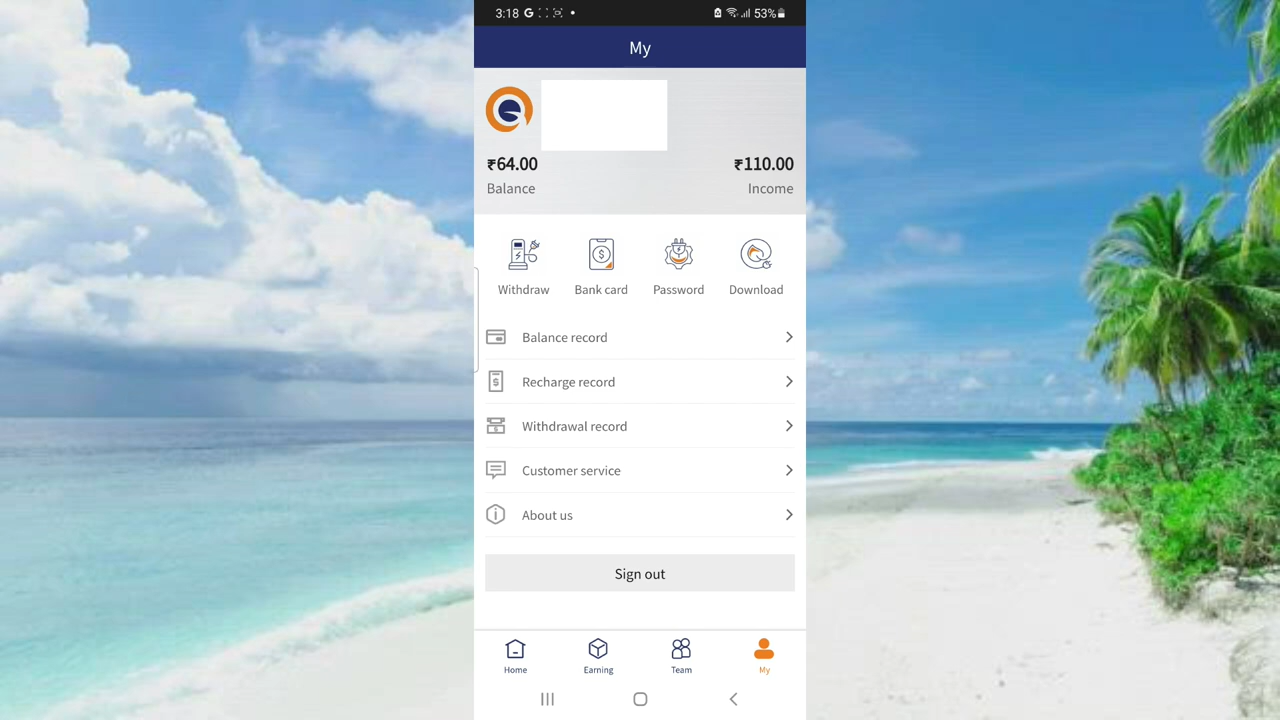 3:18 G 53%
My
₹64.00 ₹110.00
Balance Income
Withdraw Bank card Password Download
Balance record
Recharge record
Withdrawal record
Customer service
About us
Sign out
Home Earning Team My